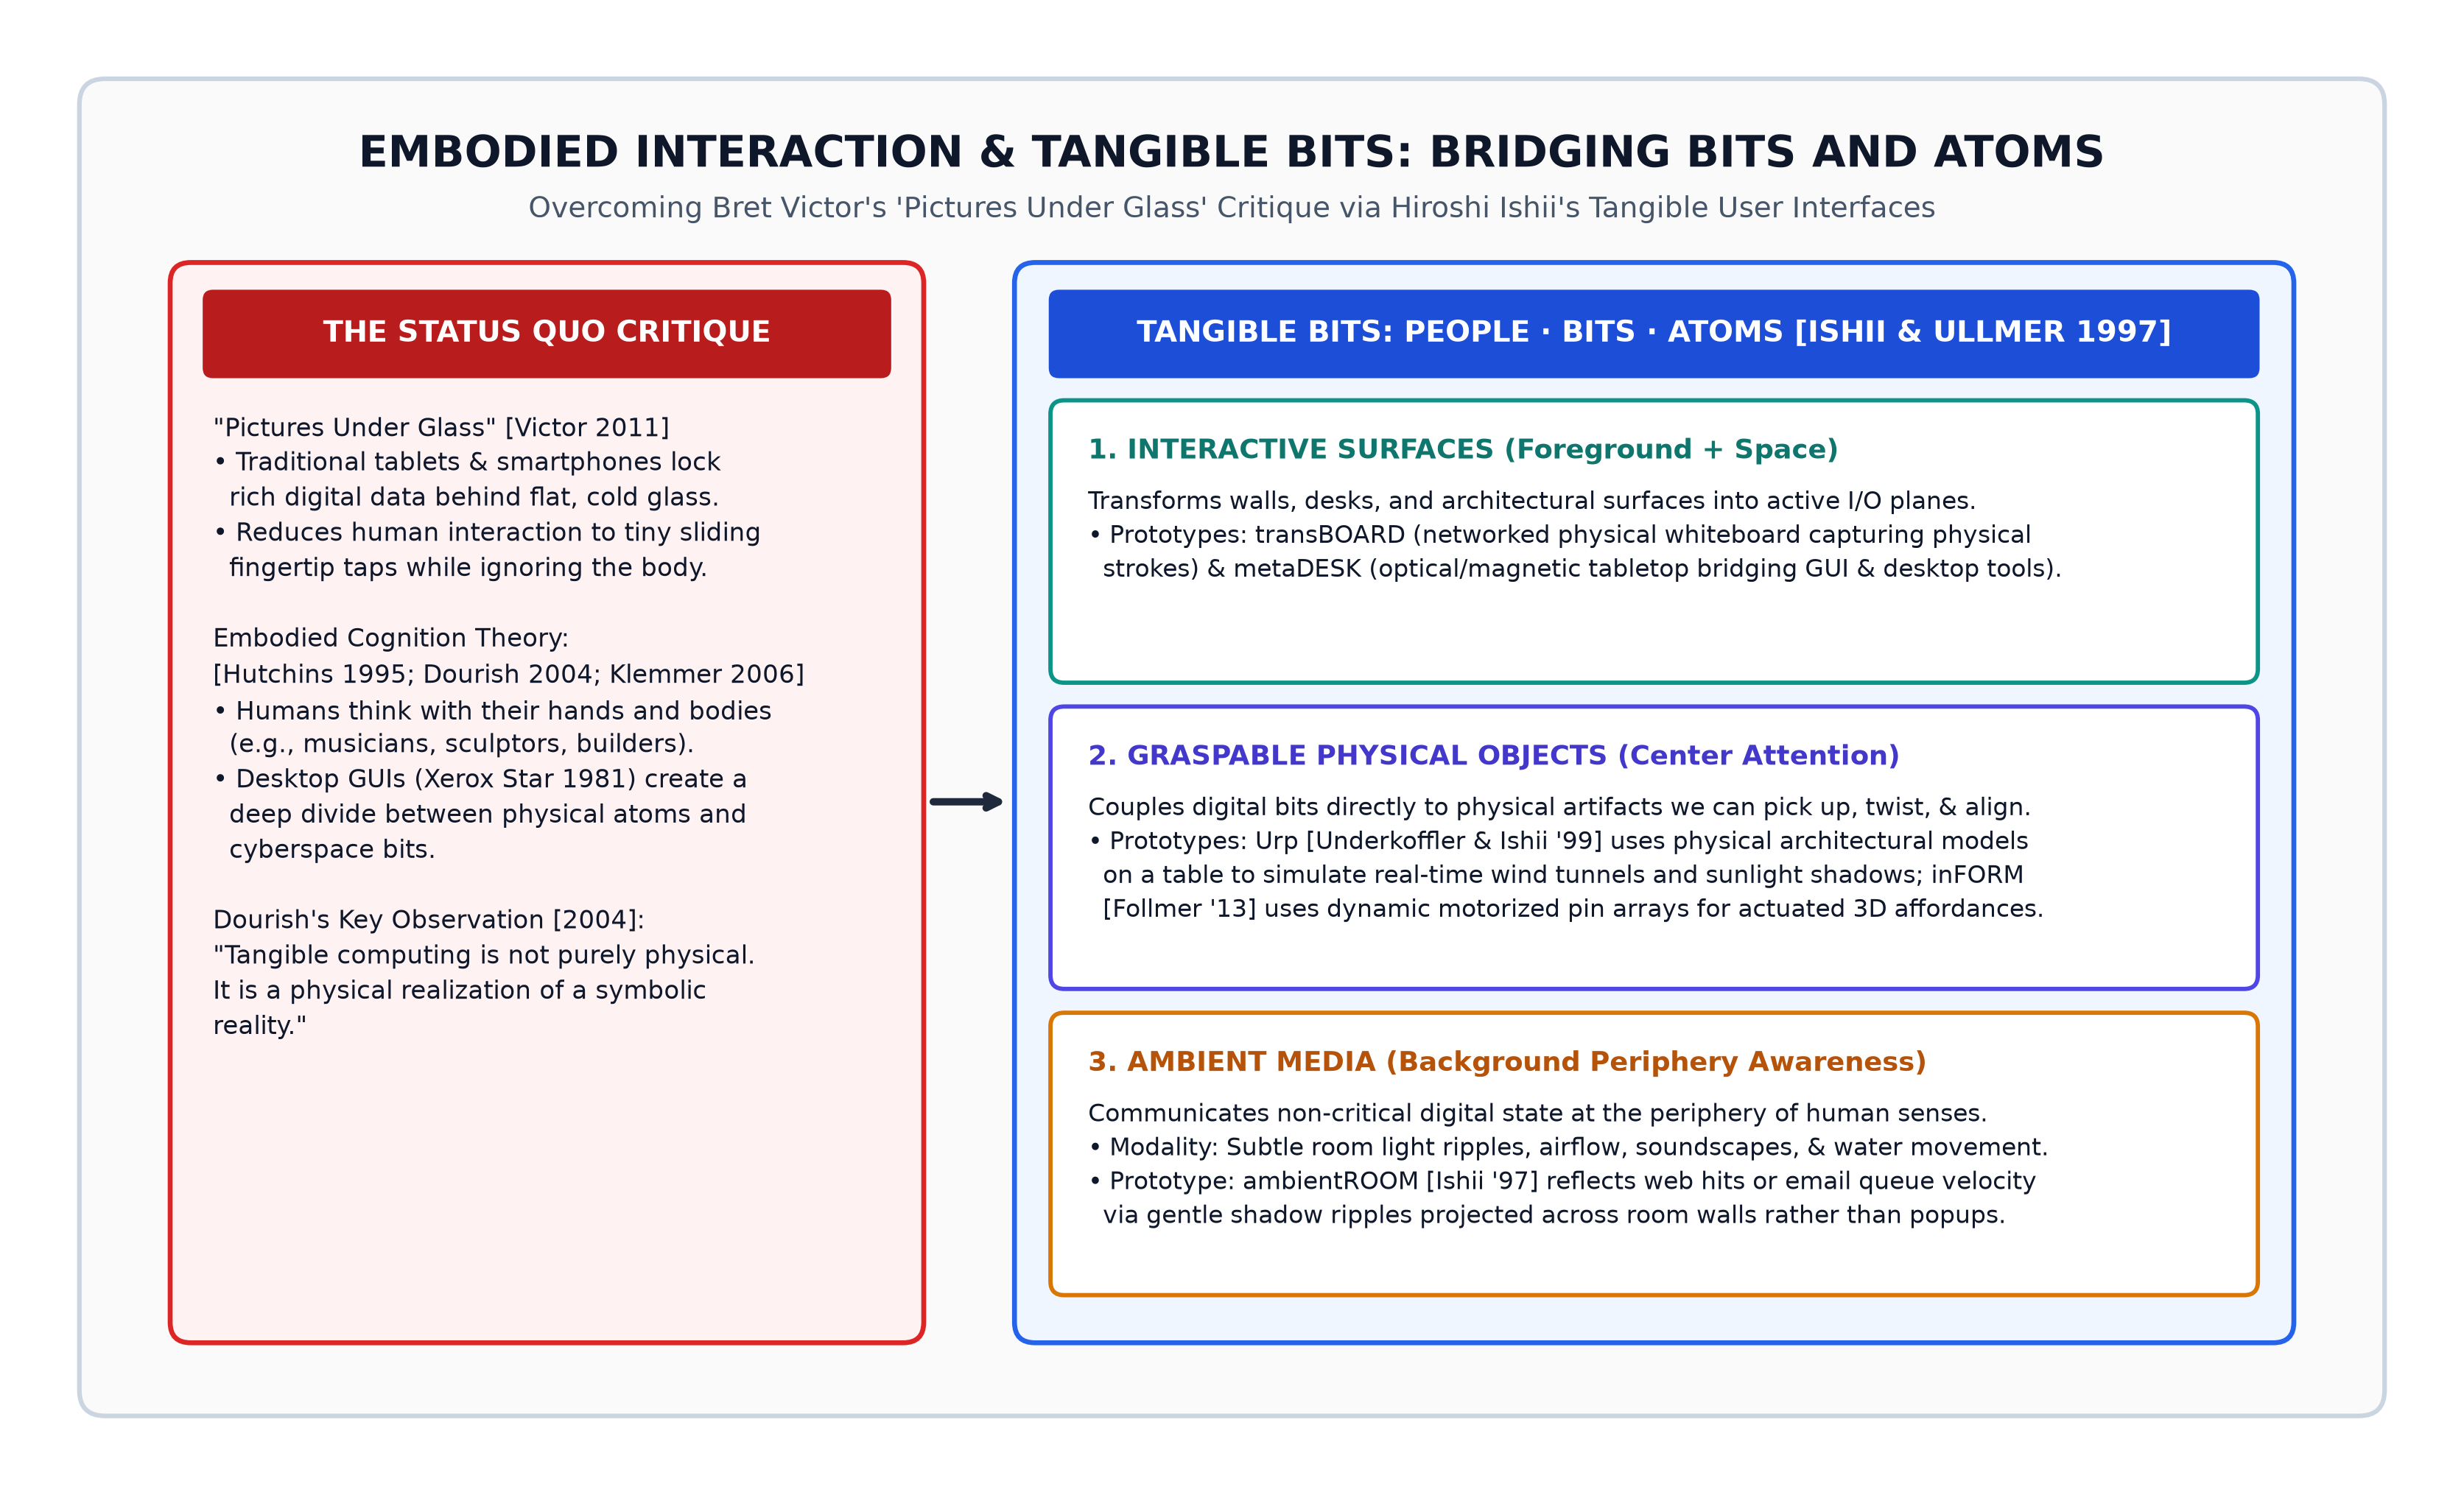 EMBODIED INTERACTION & TANGIBLE BITS: BRIDGING BITS AND ATOMS
Overcoming Bret Victor's 'Pictures Under Glass' Critique via Hiroshi Ishii's Tangible User Interfaces
THE STATUS QUO CRITIQUE
"Pictures Under Glass" [Victor 2011]
• Traditional tablets & smartphones lock
rich digital data behind flat, cold glass.
• Reduces human interaction to tiny sliding
fingertip taps while ignoring the body.
Embodied Cognition Theory:
[Hutchins 1995; Dourish 2004; Klemmer 2006]
• Humans think with their hands and bodies
(e.g., musicians, sculptors, builders).
• Desktop GUIs (Xerox Star 1981) create a
deep divide between physical atoms and
cyberspace bits.
Dourish's Key Observation [2004]:
"Tangible computing is not purely physical.
It is a physical realization of a symbolic
reality."
TANGIBLE BITS: PEOPLE · BITS · ATOMS [ISHII & ULLMER 1997]
1. INTERACTIVE SURFACES (Foreground + Space)
Transforms walls, desks, and architectural surfaces into active I/O planes.
• Prototypes: transBOARD (networked physical whiteboard capturing physical
strokes) & metaDESK (optical/magnetic tabletop bridging GUI & desktop tools).
2. GRASPABLE PHYSICAL OBJECTS (Center Attention)
Couples digital bits directly to physical artifacts we can pick up, twist, & align.
• Prototypes: Urp [Underkoffler & Ishii '99] uses physical architectural models
on a table to simulate real-time wind tunnels and sunlight shadows; inFORM
[Follmer '13] uses dynamic motorized pin arrays for actuated 3D affordances.
3. AMBIENT MEDIA (Background Periphery Awareness)
Communicates non-critical digital state at the periphery of human senses.
• Modality: Subtle room light ripples, airflow, soundscapes, & water movement.
• Prototype: ambientROOM [Ishii '97] reflects web hits or email queue velocity
via gentle shadow ripples projected across room walls rather than popups.